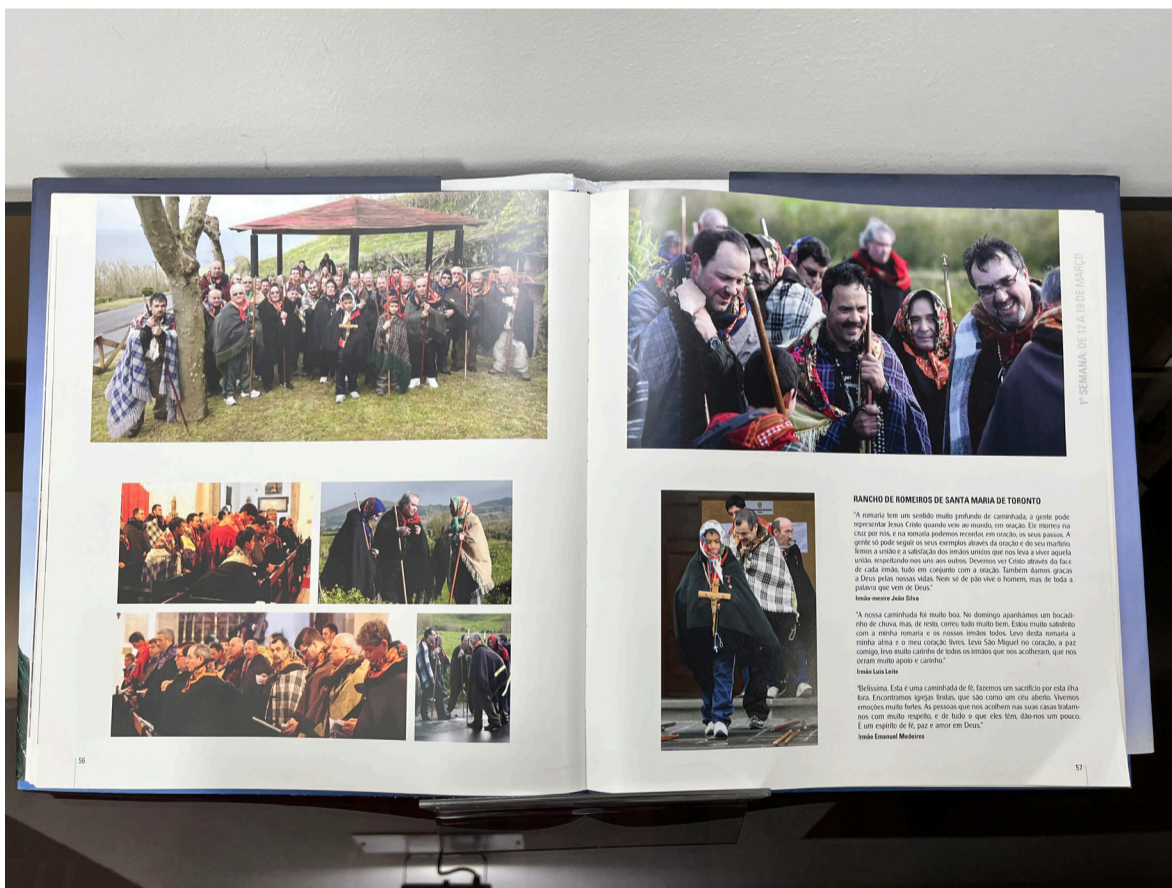 56
1ª SEMANA: DE 12 A 19 DE MARÇO
RANCHO DE ROMEIROS DE SANTA MARIA DE TORONTO
"A romaria tem um sentido muito profundo de caminhada, a gente pode
representar Jesus Cristo quando veio ao mundo, em oração. Ele morreu na
cruz por nós, e na romaria podemos recordar, em oração, os seus passos. A
gente só pode seguir os seus exemplos através da oração e do seu martírio.
Temos a união e a satisfação dos irmãos unidos que nos leva a viver aquela
união, respeitando-nos uns aos outros. Devemos ver Cristo através da face
de cada irmão, tudo em conjunto com a oração. Também damos graças
a Deus pelas nossas vidas. Nem só de pão vive o homem, mas de toda a
palavra que vem de Deus."
Irmão-mestre João Silva
"A nossa caminhada foi muito boa. No domingo apanhámos um bocadi-
nho de chuva, mas, de resto, correu tudo muito bem. Estou muito satisfeito
com a minha romaria e os nossos irmãos todos. Levo desta romaria a
minha alma e o meu coração livres. Levo São Miguel no coração, a paz
comigo, levo muito carinho de todos os irmãos que nos acolheram, que nos
deram muito apoio e carinho."
Irmão Luís Leite
"Belíssima. Esta é uma caminhada de fé, fazemos um sacrifício por esta ilha
fora. Encontramos igrejas lindas, que são como um céu aberto. Vivemos
emoções muito fortes. As pessoas que nos acolhem nas suas casas tratam-
nos com muito respeito, e de tudo o que eles têm, dão-nos um pouco.
É um espírito de fé, paz e amor em Deus."
Irmão Emanuel Medeiros
57